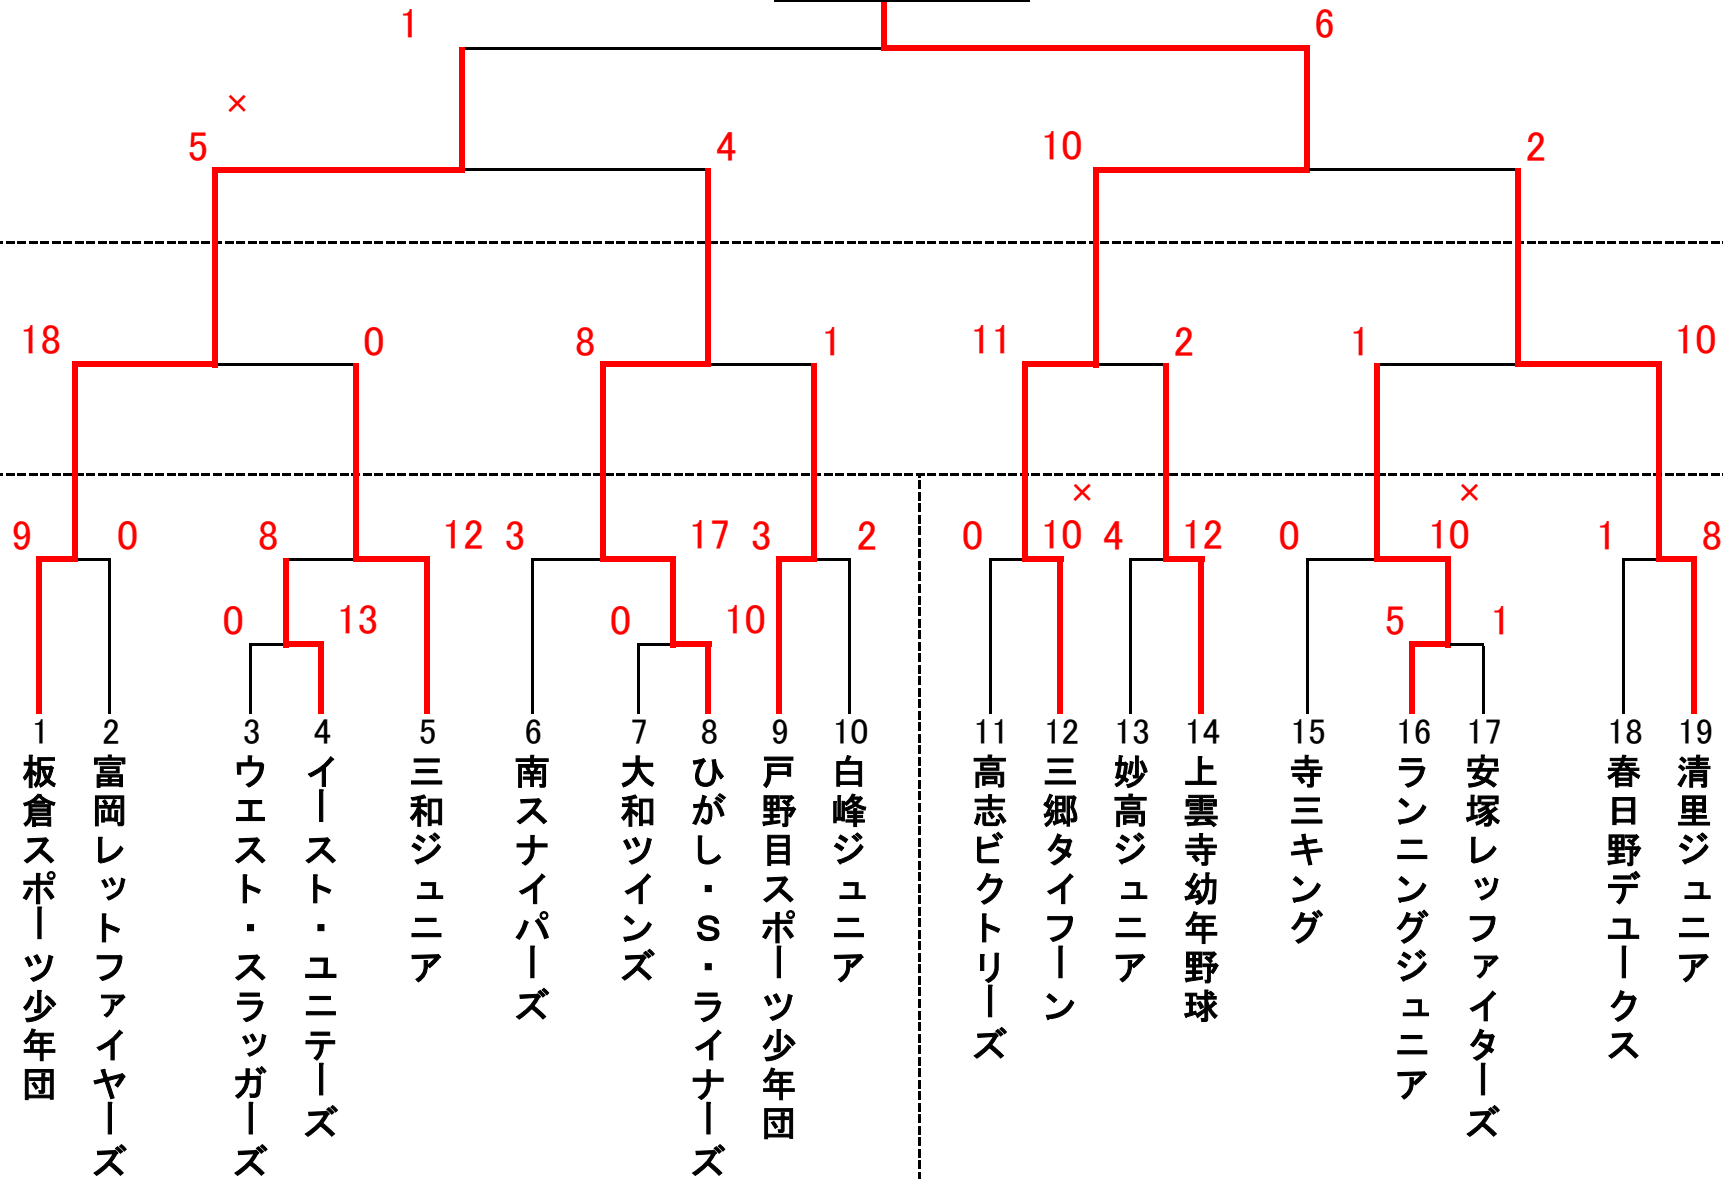 1 6
×
5 4 10 2
18 0 8 1 11 2 1 10
× ×
9 0 8 12 3 17 3 2 0 10 4 12 0 10 1 8
0 13 0 10 5 1
1 2 3 4 5 6 7 8 9 10 11 12 13 14 15 16 17 18 19
板倉スポーツ少年団
富岡レットファイヤーズ
ウエスト・スラッガーズ
イースト・ユニテーズ
三和ジュニア
南スナイパーズ
大和ツインズ
ひがし・S・ライナーズ
戸野目スポーツ少年団
白峰ジュニア
高志ビクトリーズ
三郷タイフーン
妙高ジュニア
上雲寺幼年野球
寺三キング
ランニングジュニア
安塚レッファイターズ
春日野デュークス
清里ジュニア